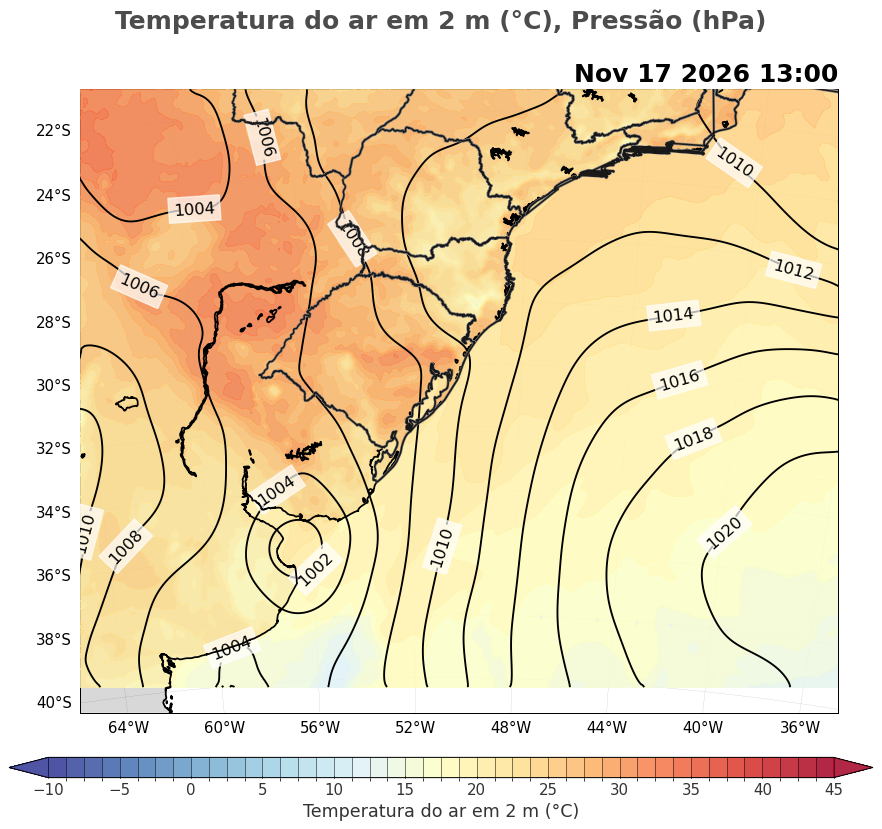 Temperatura do ar em 2 m (°C), Pressão (hPa)
Nov 17 2026 13:00
22°S
24°S
26°S
28°S
30°S
32°S
34°S
36°S
38°S
40°S
1006
1010
1004
1008
1012
1006
1014
1016
1018
1004
1020
1010
1008
1010
1002
1004
64°W 60°W 56°W 52°W 48°W 44°W 40°W 36°W
−10 −5 0 5 10 15 20 25 30 35 40 45
Temperatura do ar em 2 m (°C)